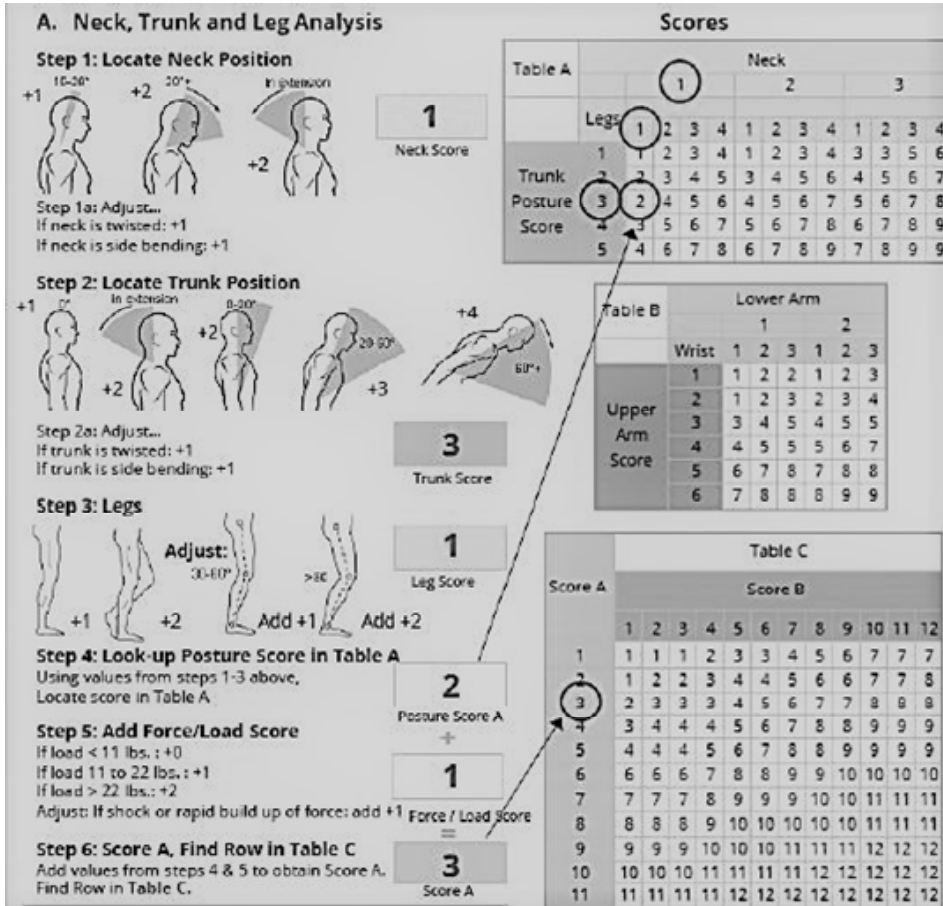 A. Neck, Trunk and Leg Analysis
Step 1: Locate Neck Position
+1
+2
20°+
in extension
+2
1
Neck Score
Step 1a: Adjust...
If neck is twisted: +1
If neck is side bending: +1
Step 2: Locate Trunk Position
+1
0°
in extension
+2
+2
20-60°
+3
+4
60°+
Step 2a: Adjust...
If trunk is twisted: +1
If trunk is side bending: +1
3
Trunk Score
Step 3: Legs
+1
+2
Adjust:
Add +1
Add +2
1
Leg Score
Step 4: Look-up Posture Score in Table A
Using values from steps 1-3 above,
Locate score in Table A
2
Posture Score A
+
Step 5: Add Force/Load Score
If load < 11 lbs. : +0
If load 11 to 22 lbs. : +1
If load > 22 lbs.: +2
Adjust: If shock or rapid build up of force: add +1
1
Force / Load Score
=
Step 6: Score A, Find Row in Table C
Add values from steps 4 & 5 to obtain Score A.
Find Row in Table C.
3
Score A
Scores
Table A
Neck
1 2 3
Legs 1 2 3 4 1 2 3 4 1 2 3 4
Trunk Posture Score
1 1 2 3 4 1 2 3 4 3 3 5 6
2 2 3 4 5 3 4 5 6 4 5 6 7
3 2 4 5 6 4 5 6 7 5 6 7 8
4 3 5 6 7 5 6 7 8 6 7 8 9
5 4 6 7 8 6 7 8 9 7 8 9 9
Table B
Lower Arm
1 2
Wrist 1 2 3 1 2 3
Upper Arm Score
1 1 2 2 1 2 3
2 1 2 3 2 3 4
3 3 4 5 4 5 5
4 4 5 5 5 6 7
5 6 7 8 7 8 8
6 7 8 8 8 9 9
Table C
Score A
Score B
1 2 3 4 5 6 7 8 9 10 11 12
1 1 1 1 2 3 3 4 5 6 7 7 7
2 1 2 2 3 4 4 5 6 6 7 7 8
3 2 3 3 3 4 5 6 7 7 8 8 8
4 3 4 4 4 5 6 7 8 8 9 9 9
5 4 4 4 5 6 7 8 8 9 9 9 9
6 6 6 6 7 8 8 9 9 10 10 10 10
7 7 7 7 8 9 9 9 10 10 11 11 11
8 8 8 8 9 10 10 10 10 10 11 11 11
9 9 9 9 10 10 10 11 11 11 12 12 12
10 10 10 10 11 11 11 11 12 12 12 12 12
11 11 11 11 11 12 12 12 12 12 12 12 12